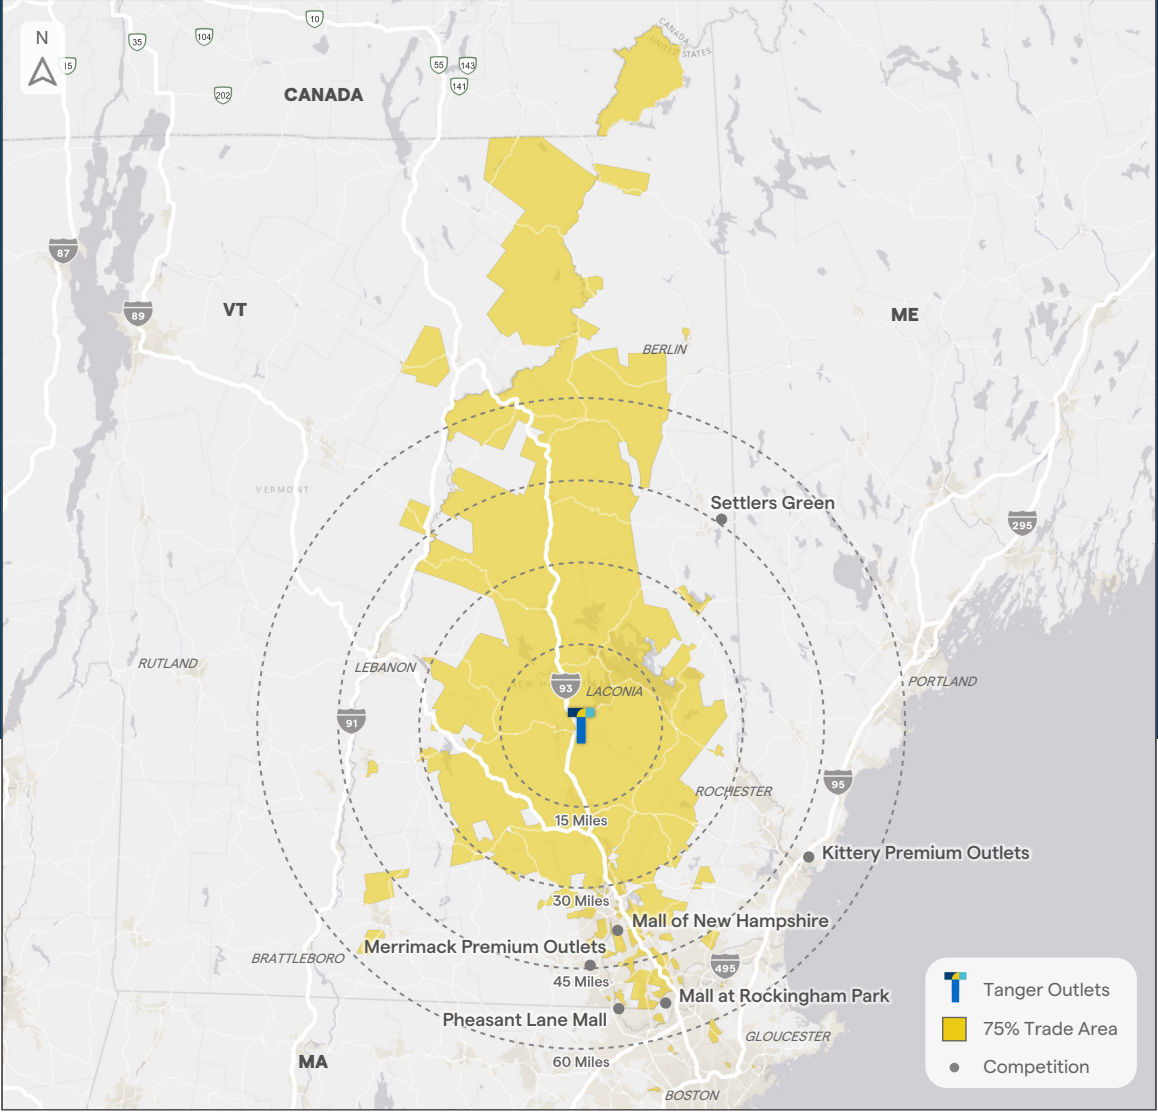 10
35
104
N
15
55
143
141
202
CANADA
UNITED STATES
CANADA
87
89
VT
ME
BERLIN
VERMONT
Settlers Green
295
RUTLAND
LEBANON
93
LACONIA
PORTLAND
91
95
ROCHESTER
15 Miles
Kittery Premium Outlets
30 Miles
Mall of New Hampshire
Merrimack Premium Outlets
BRATTLEBORO
495
45 Miles
Mall at Rockingham Park
Pheasant Lane Mall
GLOUCESTER
60 Miles
MA
BOSTON
Tanger Outlets
75% Trade Area
Competition